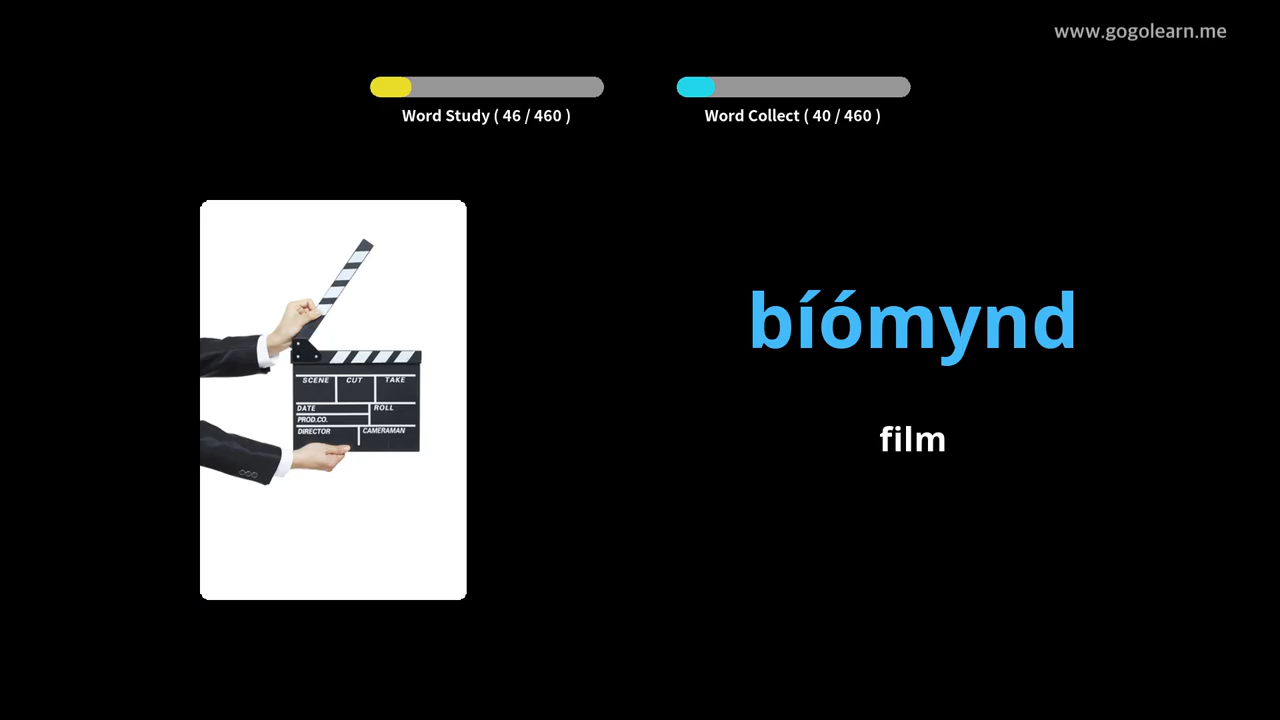 www.gogolearn.me
Word Study ( 46 / 460 )
Word Collect ( 40 / 460 )
SCENE CUT TAKE
DATE ROLL
PROD.CO.
DIRECTOR CAMERAMAN
bíómynd
film